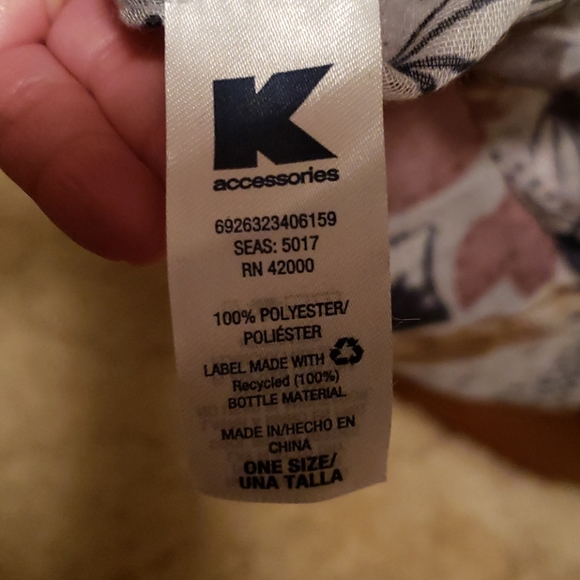 K
accessories
6926323406159
SEAS: 5017
RN 42000
100% POLYESTER/
POLIÉSTER
LABEL MADE WITH
Recycled (100%)
BOTTLE MATERIAL
MADE IN/HECHO EN
CHINA
ONE SIZE/
UNA TALLA